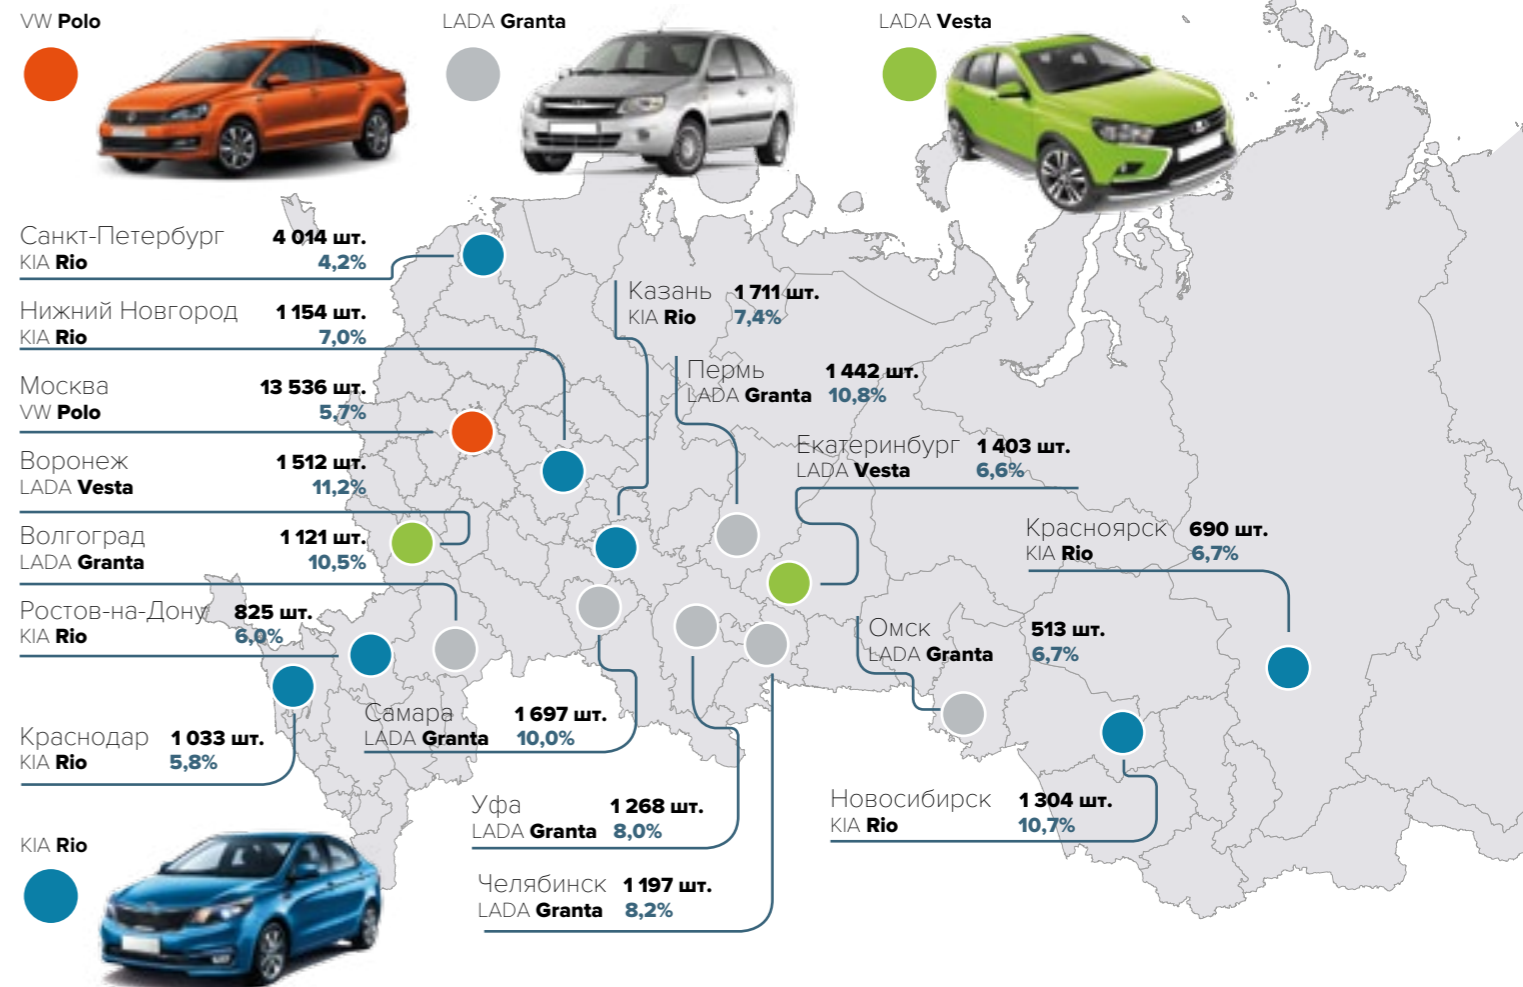 VW Polo
LADA Granta
LADA Vesta
Санкт-Петербург 4 014 шт.
KIA Rio 4,2%
Нижний Новгород 1 154 шт.
KIA Rio 7,0%
Москва 13 536 шт.
VW Polo 5,7%
Воронеж 1 512 шт.
LADA Vesta 11,2%
Волгоград 1 121 шт.
LADA Granta 10,5%
Ростов-на-Дону 825 шт.
KIA Rio 6,0%
Краснодар 1 033 шт.
KIA Rio 5,8%
Казань 1 711 шт.
KIA Rio 7,4%
Пермь 1 442 шт.
LADA Granta 10,8%
Екатеринбург 1 403 шт.
LADA Vesta 6,6%
Красноярск 690 шт.
KIA Rio 6,7%
Омск 513 шт.
LADA Granta 6,7%
Самара 1 697 шт.
LADA Granta 10,0%
Уфа 1 268 шт.
LADA Granta 8,0%
Челябинск 1 197 шт.
LADA Granta 8,2%
Новосибирск 1 304 шт.
KIA Rio 10,7%
KIA Rio